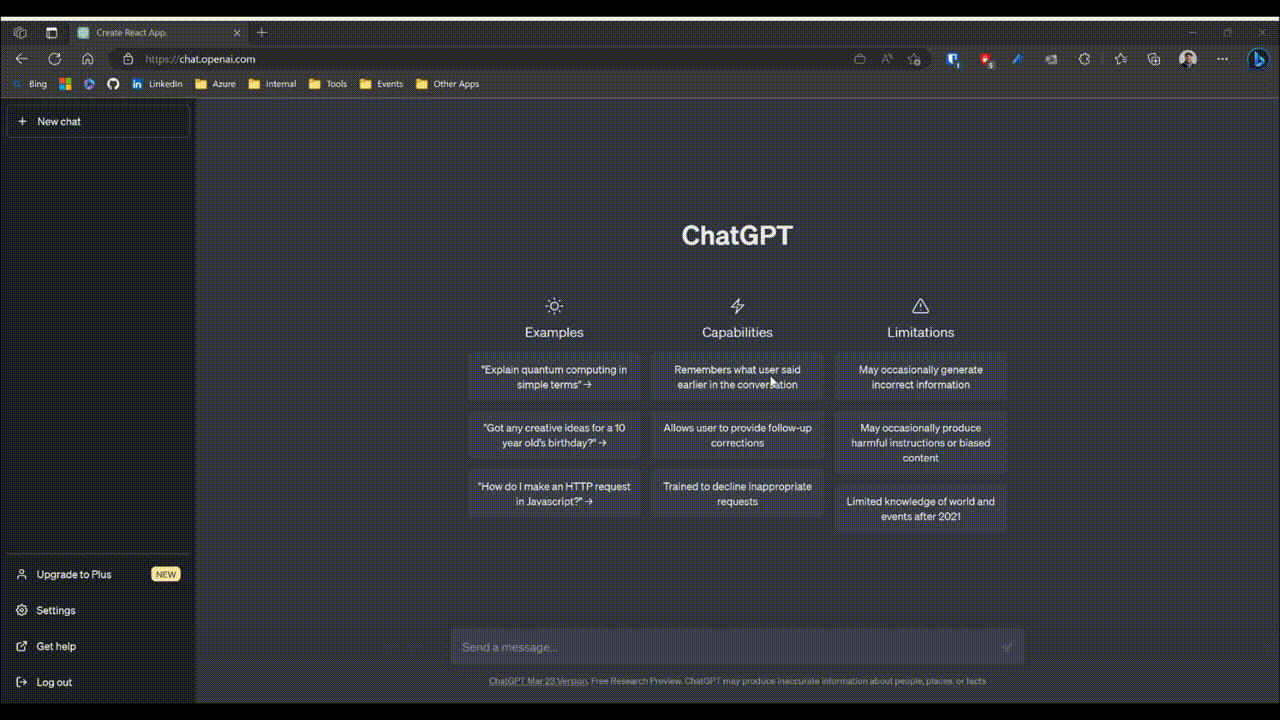 Create React App.
https://chat.openai.com
Bing
LinkedIn
Azure
Internal
Tools
Events
Other Apps
New chat
ChatGPT
Examples
"Explain quantum computing in
simple terms" →
"Got any creative ideas for a 10
year old's birthday?" →
"How do I make an HTTP request
in Javascript?" →
Capabilities
Remembers what user said
earlier in the conversation
Allows user to provide follow-up
corrections
Trained to decline inappropriate
requests
Limitations
May occasionally generate
incorrect information
May occasionally produce
harmful instructions or biased
content
Limited knowledge of world and
events after 2021
Upgrade to Plus NEW
Settings
Get help
Log out
Send a message...
ChatGPT Mar 23 Version. Free Research Preview. ChatGPT may produce inaccurate information about people, places, or facts